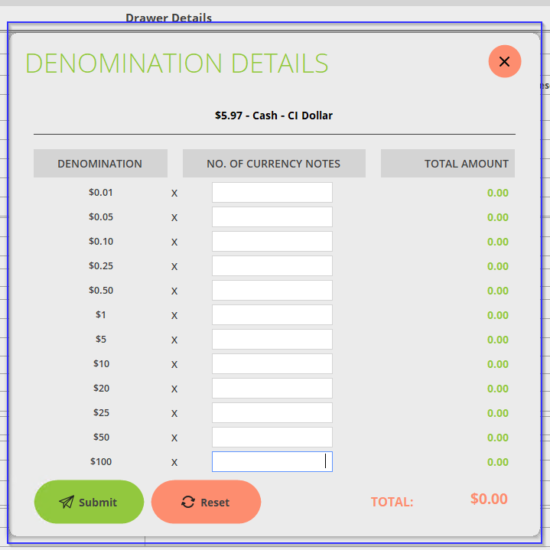 Drawer Details
DENOMINATION DETAILS
$5.97 - Cash - CI Dollar
DENOMINATION NO. OF CURRENCY NOTES TOTAL AMOUNT
$0.01 X 0.00
$0.05 X 0.00
$0.10 X 0.00
$0.25 X 0.00
$0.50 X 0.00
$1 X 0.00
$5 X 0.00
$10 X 0.00
$20 X 0.00
$25 X 0.00
$50 X 0.00
$100 X 0.00
Submit Reset TOTAL: $0.00